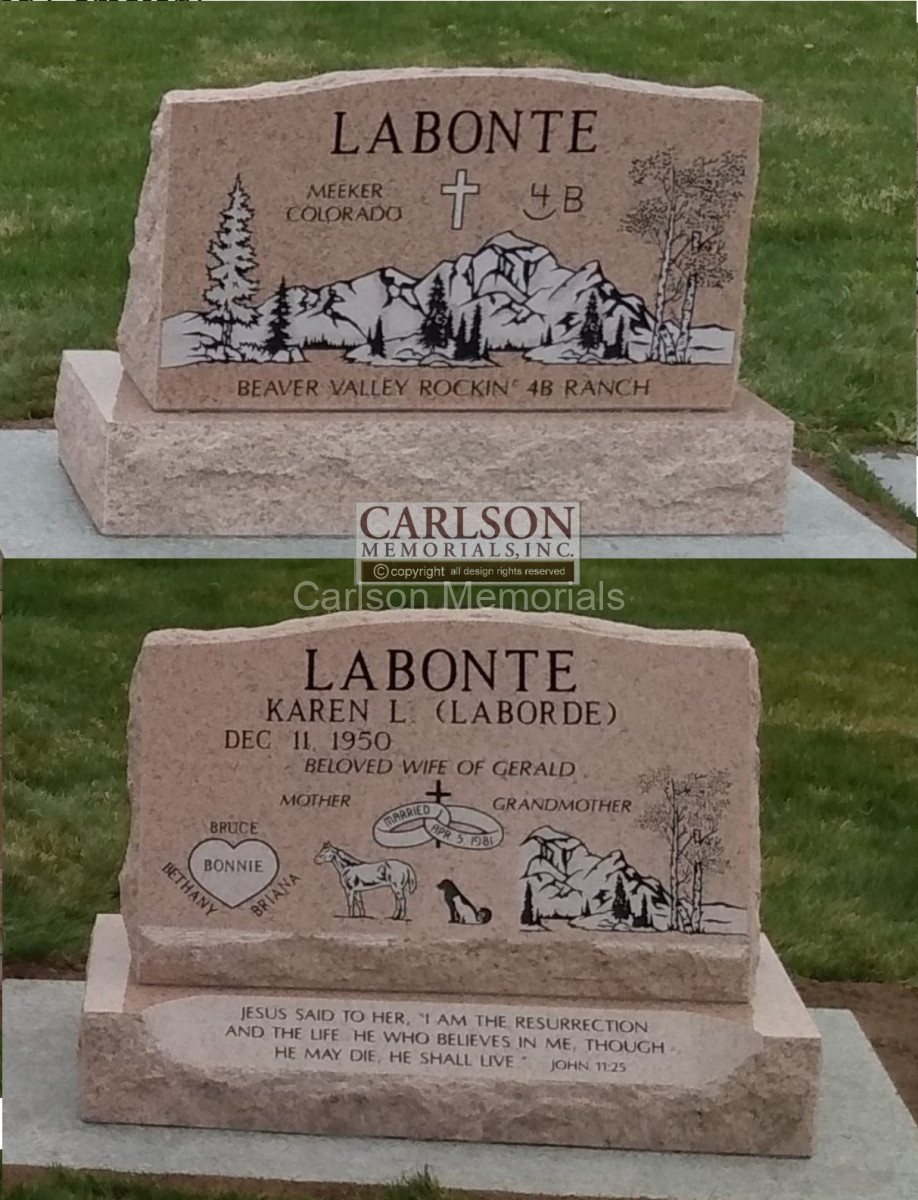 LABONTE
MEEKER
COLORADO
4 B
BEAVER VALLEY ROCKIN' 4B RANCH
CARLSON
MEMORIALS, INC.
© copyright all design rights reserved
Carlson Memorials
LABONTE
KAREN L. (LABORDE)
DEC 11, 1950
BELOVED WIFE OF GERALD
MOTHER GRANDMOTHER
MARRIED
APR. 5, 1981
BRUCE
BONNIE
BETHANY
BRIANA
JESUS SAID TO HER, "I AM THE RESURRECTION
AND THE LIFE. HE WHO BELIEVES IN ME, THOUGH
HE MAY DIE, HE SHALL LIVE." JOHN 11:25